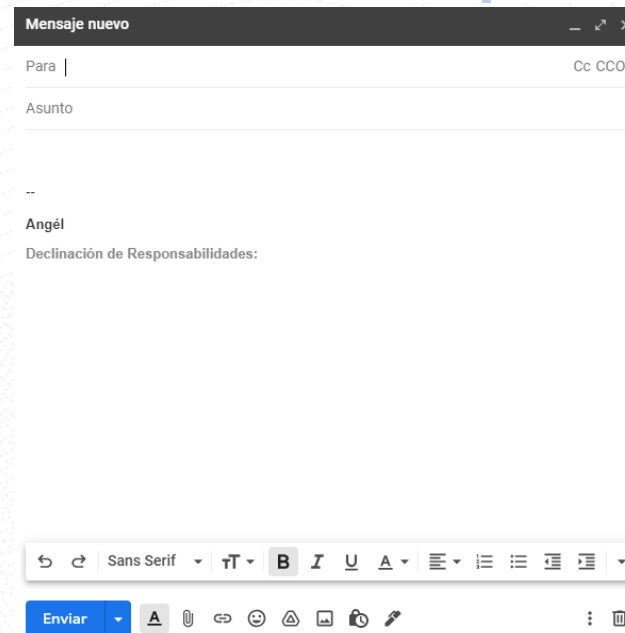 Mensaje nuevo
Para Cc CCO
Asunto
--
Angél
Declinación de Responsabilidades:
Sans Serif
Enviar